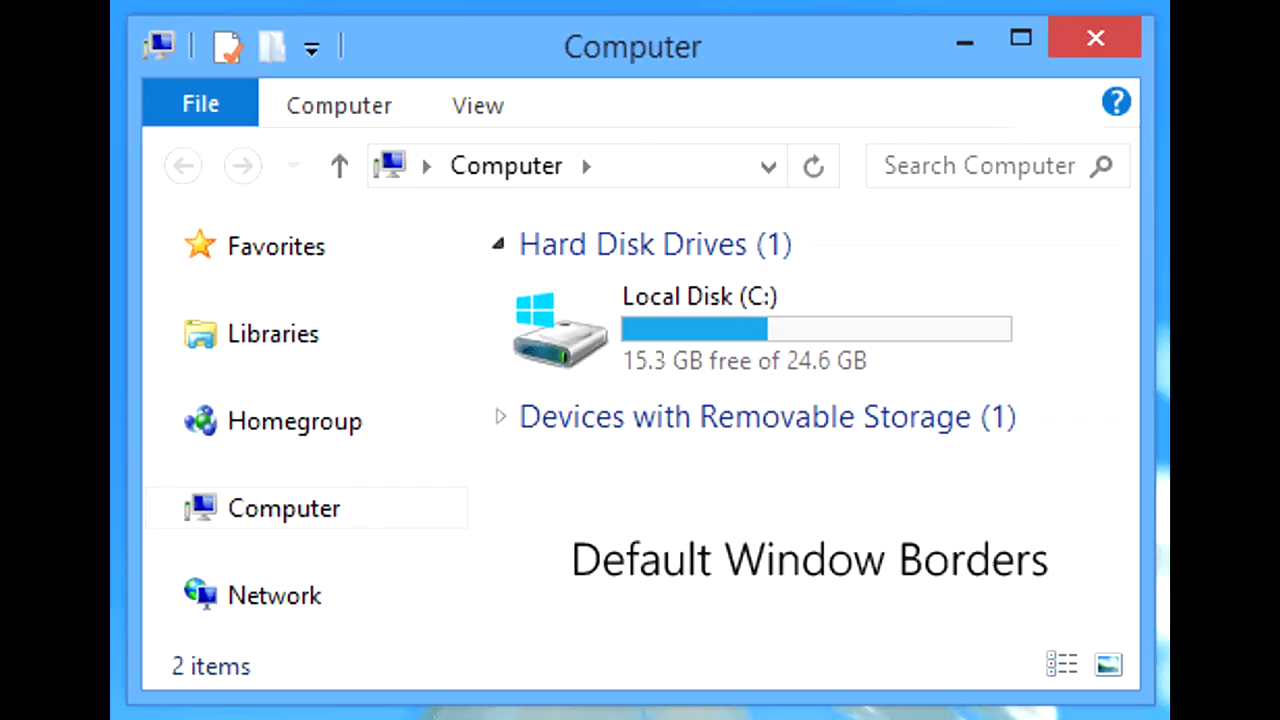 Computer
File Computer View
Computer
Search Computer
Favorites
Libraries
Homegroup
Computer
Network
Hard Disk Drives (1)
Local Disk (C:)
15.3 GB free of 24.6 GB
Devices with Removable Storage (1)
Default Window Borders
2 items